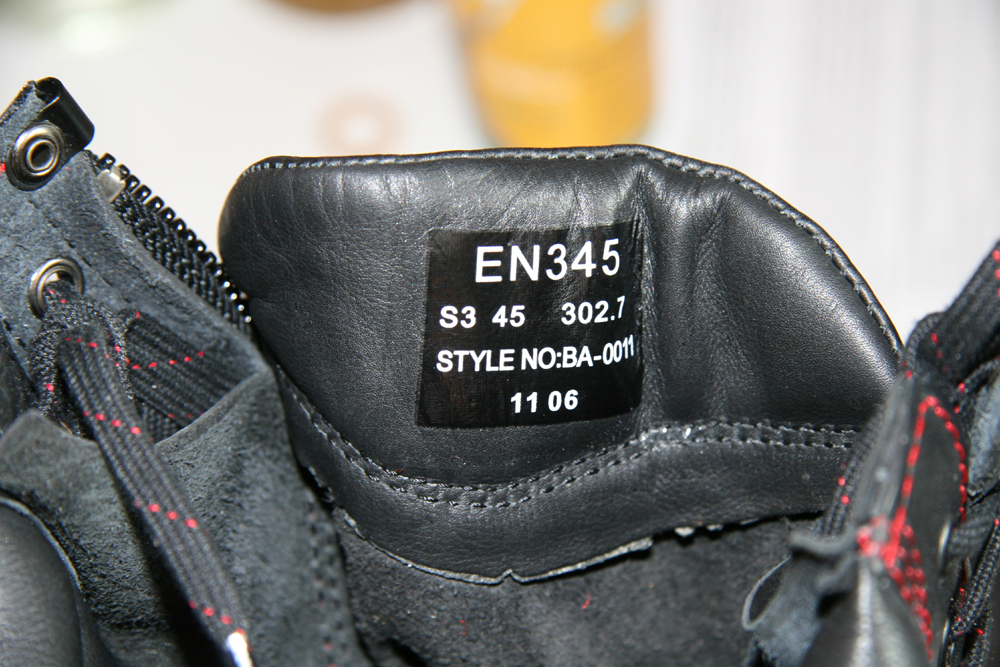 EN345
S3 45 302.7
STYLE NO:BA-0011
11 06